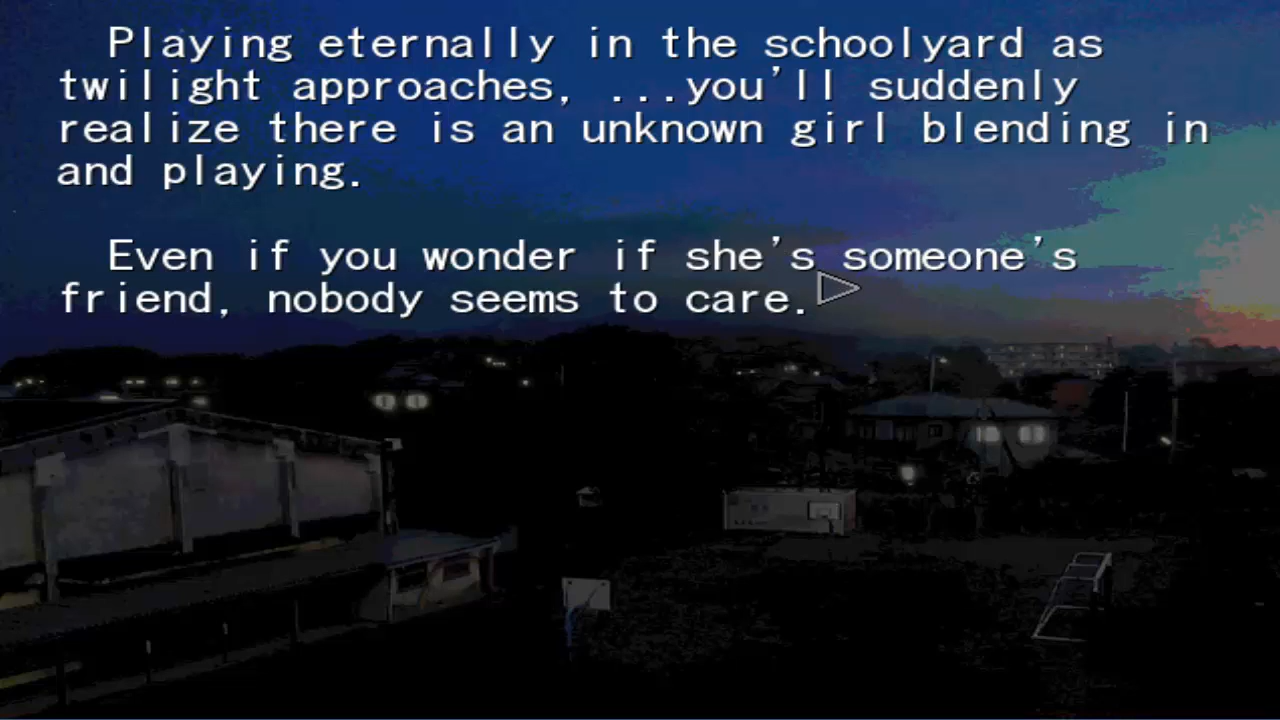 Playing eternally in the schoolyard as
twilight approaches, ...you'll suddenly
realize there is an unknown girl blending in
and playing.
Even if you wonder if she's someone's
friend, nobody seems to care.